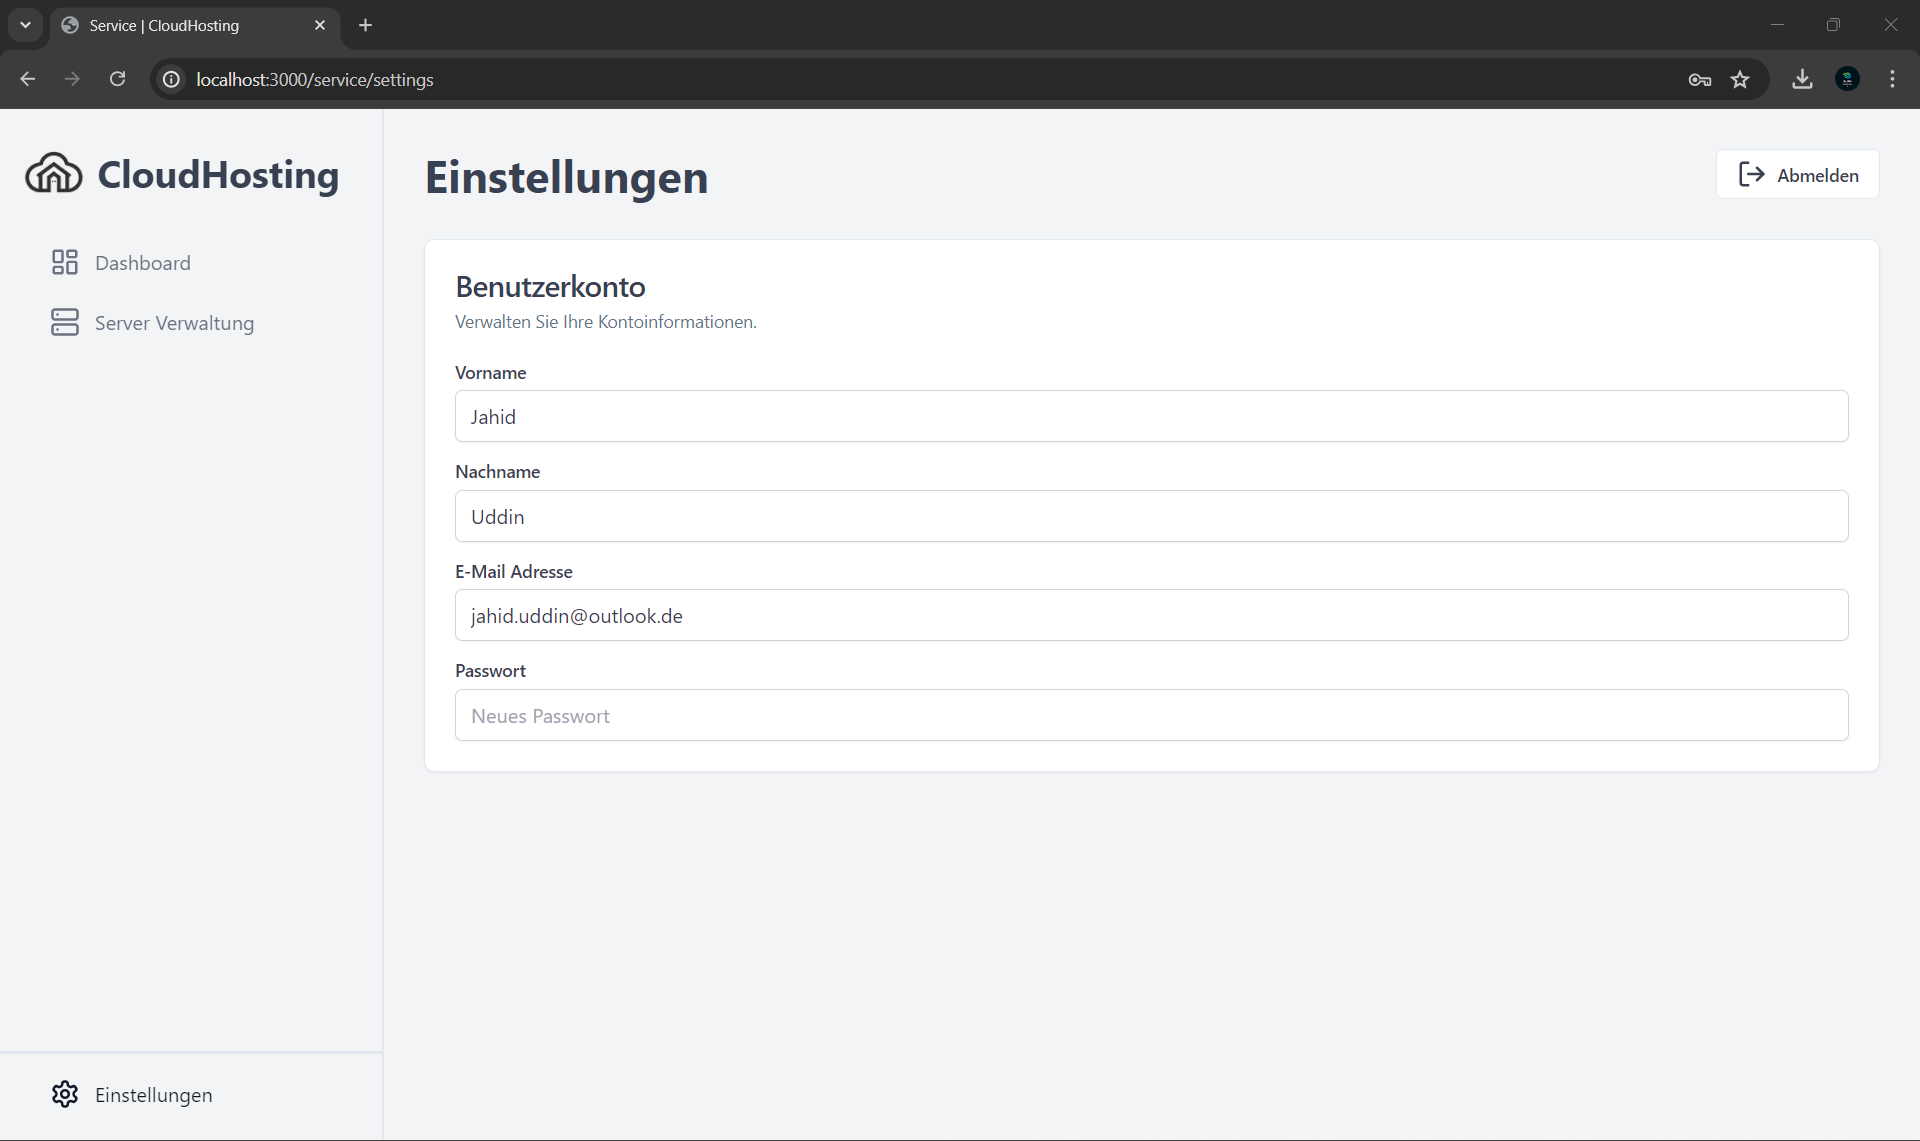 Service | CloudHosting
localhost:3000/service/settings
CloudHosting
Dashboard
Server Verwaltung
Einstellungen
Einstellungen
Abmelden
Benutzerkonto
Verwalten Sie Ihre Kontoinformationen.
Vorname
Jahid
Nachname
Uddin
E-Mail Adresse
jahid.uddin@outlook.de
Passwort
Neues Passwort